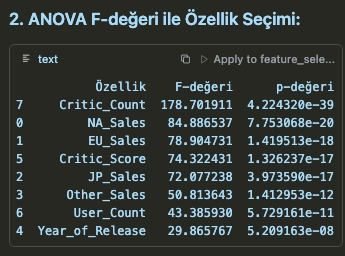 2. ANOVA F-değeri ile Özellik Seçimi:
text Apply to feature_sele...
Özellik F-değeri p-değeri
7 Critic_Count 178.701911 4.224320e-39
0 NA_Sales 84.886537 7.753068e-20
1 EU_Sales 78.904731 1.419513e-18
5 Critic_Score 74.322431 1.326237e-17
2 JP_Sales 72.077238 3.973590e-17
3 Other_Sales 50.813643 1.412953e-12
6 User_Count 43.385930 5.729161e-11
4 Year_of_Release 29.865767 5.209163e-08